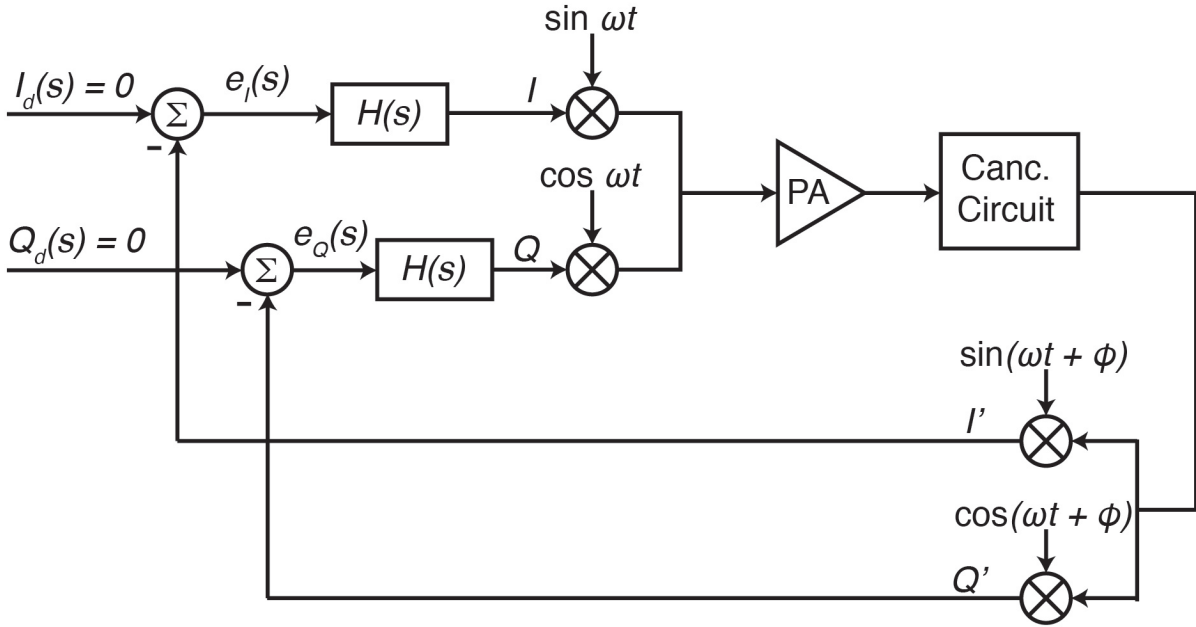 sin ωt
I_d(s) = 0
Σ
e_I(s)
H(s)
I
-
cos ωt
PA
Canc.
Circuit
Q_d(s) = 0
Σ
e_Q(s)
H(s)
Q
-
sin(ωt + ϕ)
I’
cos(ωt + ϕ)
Q’